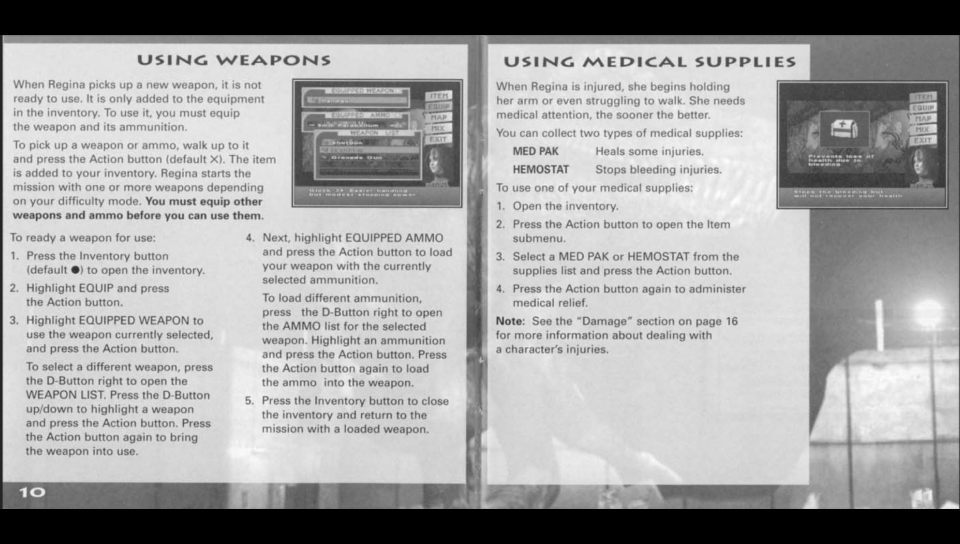 USING WEAPONS
When Regina picks up a new weapon, it is not
ready to use. It is only added to the equipment
in the inventory. To use it, you must equip
the weapon and its ammunition.
To pick up a weapon or ammo, walk up to it
and press the Action button (default X). The item
is added to your inventory. Regina starts the
mission with one or more weapons depending
on your difficulty mode. You must equip other
weapons and ammo before you can use them.
EQUIPPED WEAPON
EQUIPPED AMMO
WEAPON LIST
Shotgun
Grenade Gun
ITEM
EQUIP
MAP
MIX
EXIT
To ready a weapon for use:
1. Press the Inventory button
(default ●) to open the inventory.
2. Highlight EQUIP and press
the Action button.
3. Highlight EQUIPPED WEAPON to
use the weapon currently selected,
and press the Action button.
To select a different weapon, press
the D-Button right to open the
WEAPON LIST. Press the D-Button
up/down to highlight a weapon
and press the Action button. Press
the Action button again to bring
the weapon into use.
4. Next, highlight EQUIPPED AMMO
and press the Action button to load
your weapon with the currently
selected ammunition.
To load different ammunition,
press the D-Button right to open
the AMMO list for the selected
weapon. Highlight an ammunition
and press the Action button. Press
the Action button again to load
the ammo into the weapon.
5. Press the Inventory button to close
the inventory and return to the
mission with a loaded weapon.
10
USING MEDICAL SUPPLIES
When Regina is injured, she begins holding
her arm or even struggling to walk. She needs
medical attention, the sooner the better.
You can collect two types of medical supplies:
MED PAK Heals some injuries.
HEMOSTAT Stops bleeding injuries.
To use one of your medical supplies:
1. Open the inventory.
2. Press the Action button to open the Item
submenu.
3. Select a MED PAK or HEMOSTAT from the
supplies list and press the Action button.
4. Press the Action button again to administer
medical relief.
Note: See the "Damage" section on page 16
for more information about dealing with
a character's injuries.
ITEM
EQUIP
MAP
MIX
EXIT
Prevents loss of
health due to
bleeding.
Stops the bleeding but
will not recover your health!
11